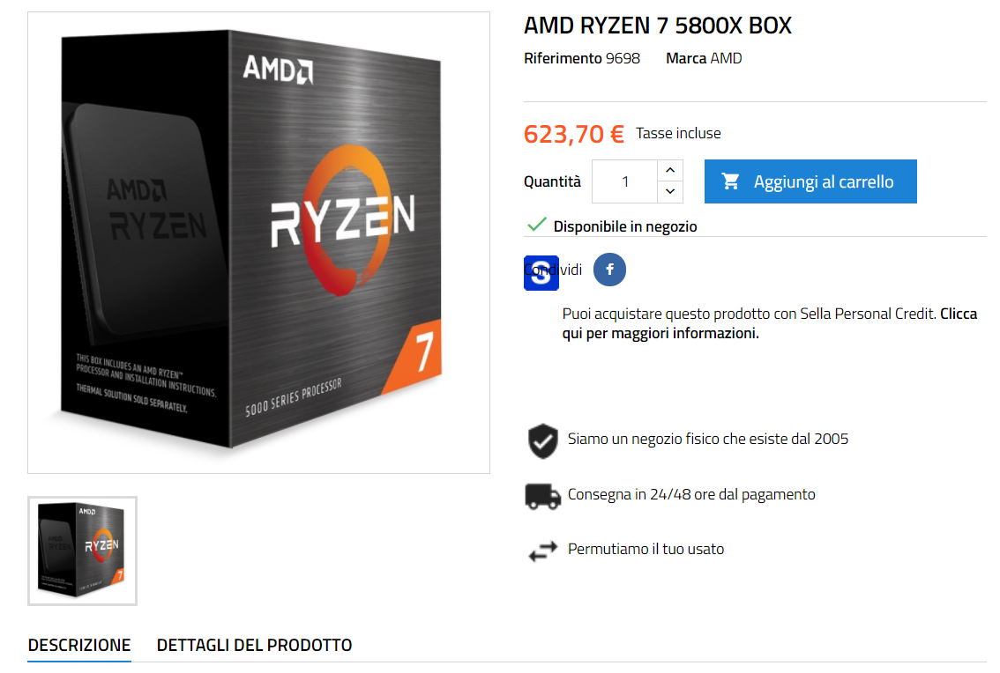 AMD RYZEN 7 5800X BOX
Riferimento 9698 Marca AMD
623,70 € Tasse incluse
Quantità 1 Aggiungi al carrello
Disponibile in negozio
Condividi
S
f
Puoi acquistare questo prodotto con Sella Personal Credit. Clicca
qui per maggiori informazioni.
Siamo un negozio fisico che esiste dal 2005
Consegna in 24/48 ore dal pagamento
Permutiamo il tuo usato
AMD
RYZEN
7
5000 SERIES PROCESSOR
AMD
RYZEN
THIS BOX INCLUDES AN AMD RYZEN™
PROCESSOR AND INSTALLATION INSTRUCTIONS.
THERMAL SOLUTION SOLD SEPARATELY.
AMD
RYZEN
7
AMD
RYZEN
DESCRIZIONE DETTAGLI DEL PRODOTTO